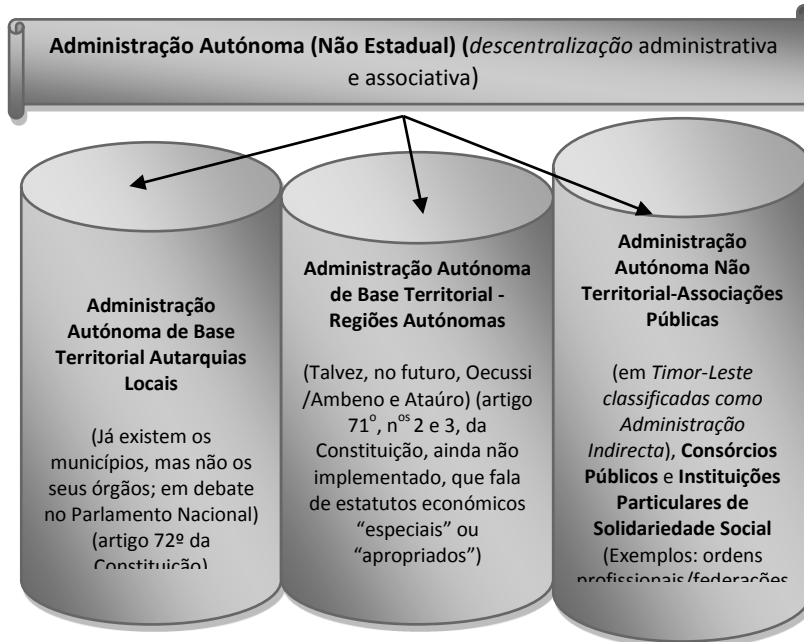 Administração Autónoma (Não Estadual) (descentralização administrativa
e associativa)
Administração
Autónoma de Base
Territorial Autarquias
Locais
(Já existem os
municípios, mas não os
seus órgãos; em debate
no Parlamento Nacional)
(artigo 72º da
Constituição)
Administração Autónoma
de Base Territorial -
Regiões Autónomas
(Talvez, no futuro, Oecussi
/Ambeno e Ataúro) (artigo
71º, nºs 2 e 3, da
Constituição, ainda não
implementado, que fala
de estatutos económicos
“especiais” ou
“apropriados”)
Administração
Autónoma Não
Territorial-Associações
Públicas
(em Timor-Leste
classificadas como
Administração
Indirecta), Consórcios
Públicos e Instituições
Particulares de
Solidariedade Social
(Exemplos: ordens
profissionais/federações